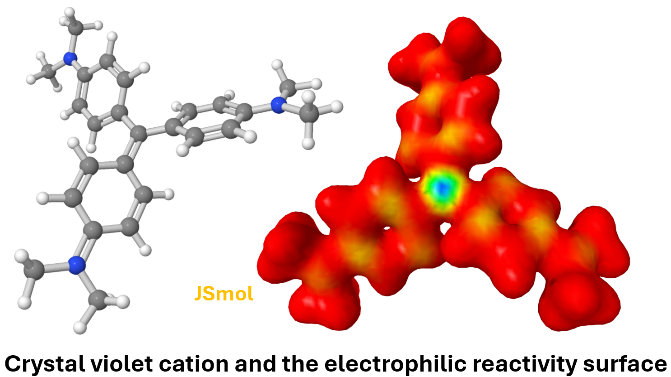 JSmol
Crystal violet cation and the electrophilic reactivity surface